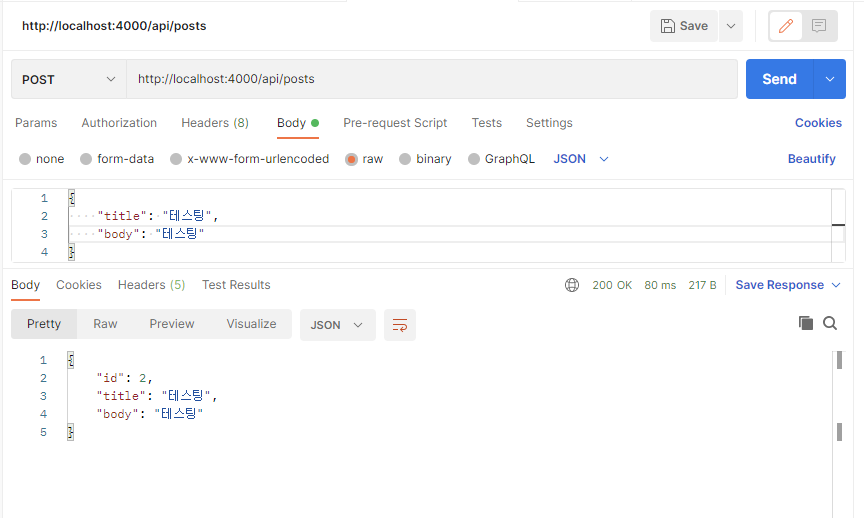 http://localhost:4000/api/posts Save
POST http://localhost:4000/api/posts Send
Params Authorization Headers (8) Body Pre-request Script Tests Settings Cookies
none form-data x-www-form-urlencoded raw binary GraphQL JSON Beautify
1 {
2 "title": "테스팅",
3 "body": "테스팅"
4 }
Body Cookies Headers (5) Test Results 200 OK 80 ms 217 B Save Response
Pretty Raw Preview Visualize JSON
1 {
2 "id": 2,
3 "title": "테스팅",
4 "body": "테스팅"
5 }